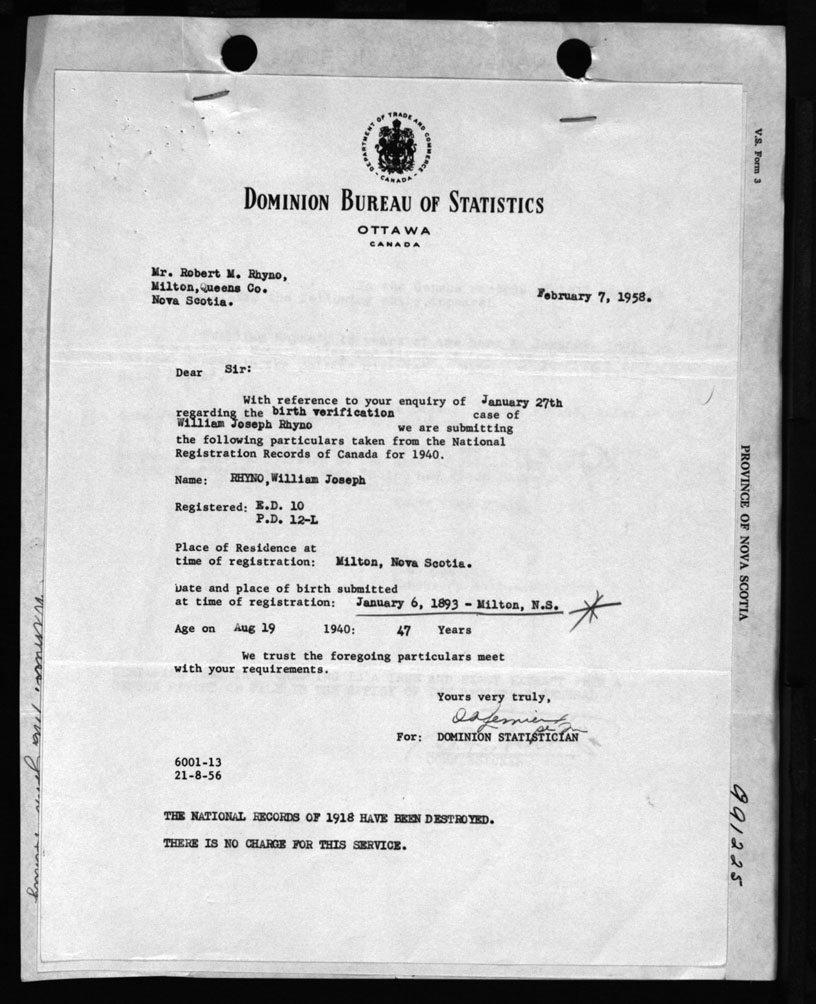 DEPARTMENT OF TRADE AND COMMERCE
CANADA
DOMINION BUREAU OF STATISTICS
OTTAWA
CANADA
Mr. Robert M. Rhyno,
Milton,Queens Co.
Nova Scotia.
February 7, 1958.
Dear Sir:
With reference to your enquiry of January 27th
regarding the birth verification case of
William Joseph Rhyno we are submitting
the following particulars taken from the National
Registration Records of Canada for 1940.
Name: RHYNO,William Joseph
Registered: E.D. 10
P.D. 12-L
Place of Residence at
time of registration: Milton, Nova Scotia.
Date and place of birth submitted
at time of registration: January 6, 1893 - Milton, N.S.
Age on Aug 19 1940: 47 Years
We trust the foregoing particulars meet
with your requirements.
Yours very truly,
For: DOMINION STATISTICIAN
6001-13
21-8-56
THE NATIONAL RECORDS OF 1918 HAVE BEEN DESTROYED.
THERE IS NO CHARGE FOR THIS SERVICE.
V.S. Form 3
PROVINCE OF NOVA SCOTIA
991225